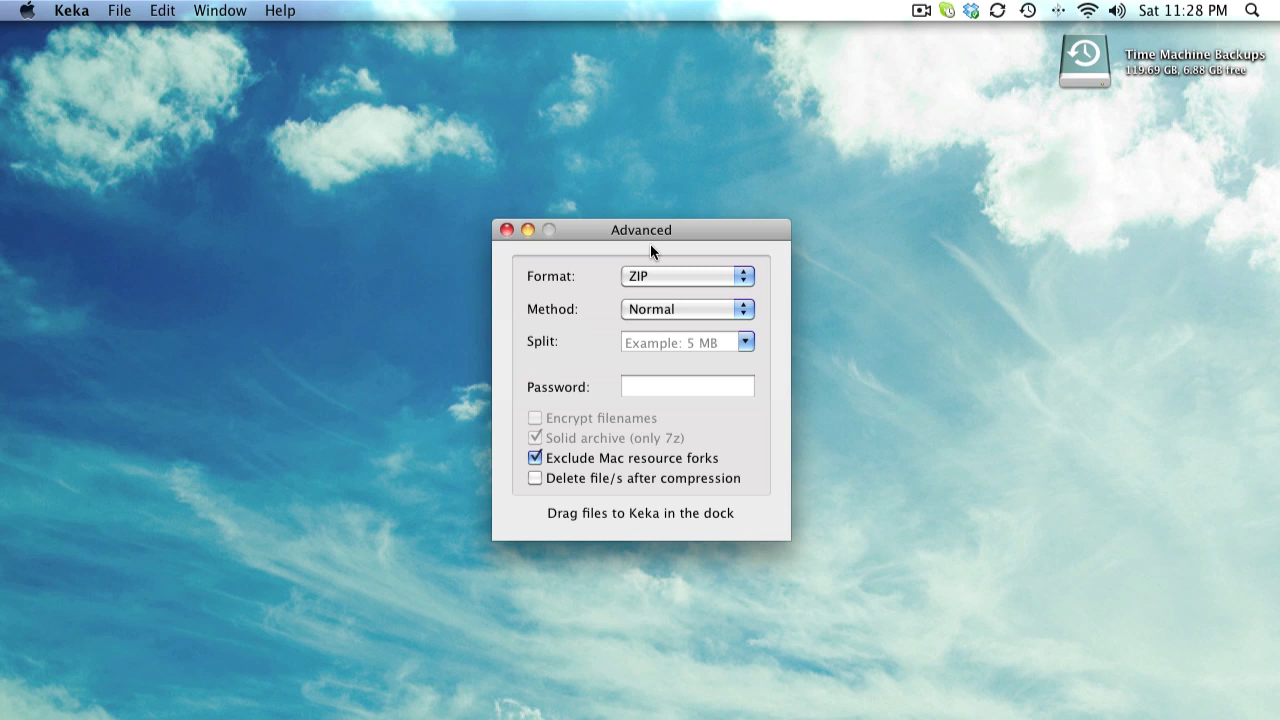 Keka File Edit Window Help
Sat 11:28 PM
Time Machine Backups
119.69 GB, 6.88 GB free
Advanced
Format: ZIP
Method: Normal
Split: Example: 5 MB
Password:
Encrypt filenames
Solid archive (only 7z)
Exclude Mac resource forks
Delete file/s after compression
Drag files to Keka in the dock